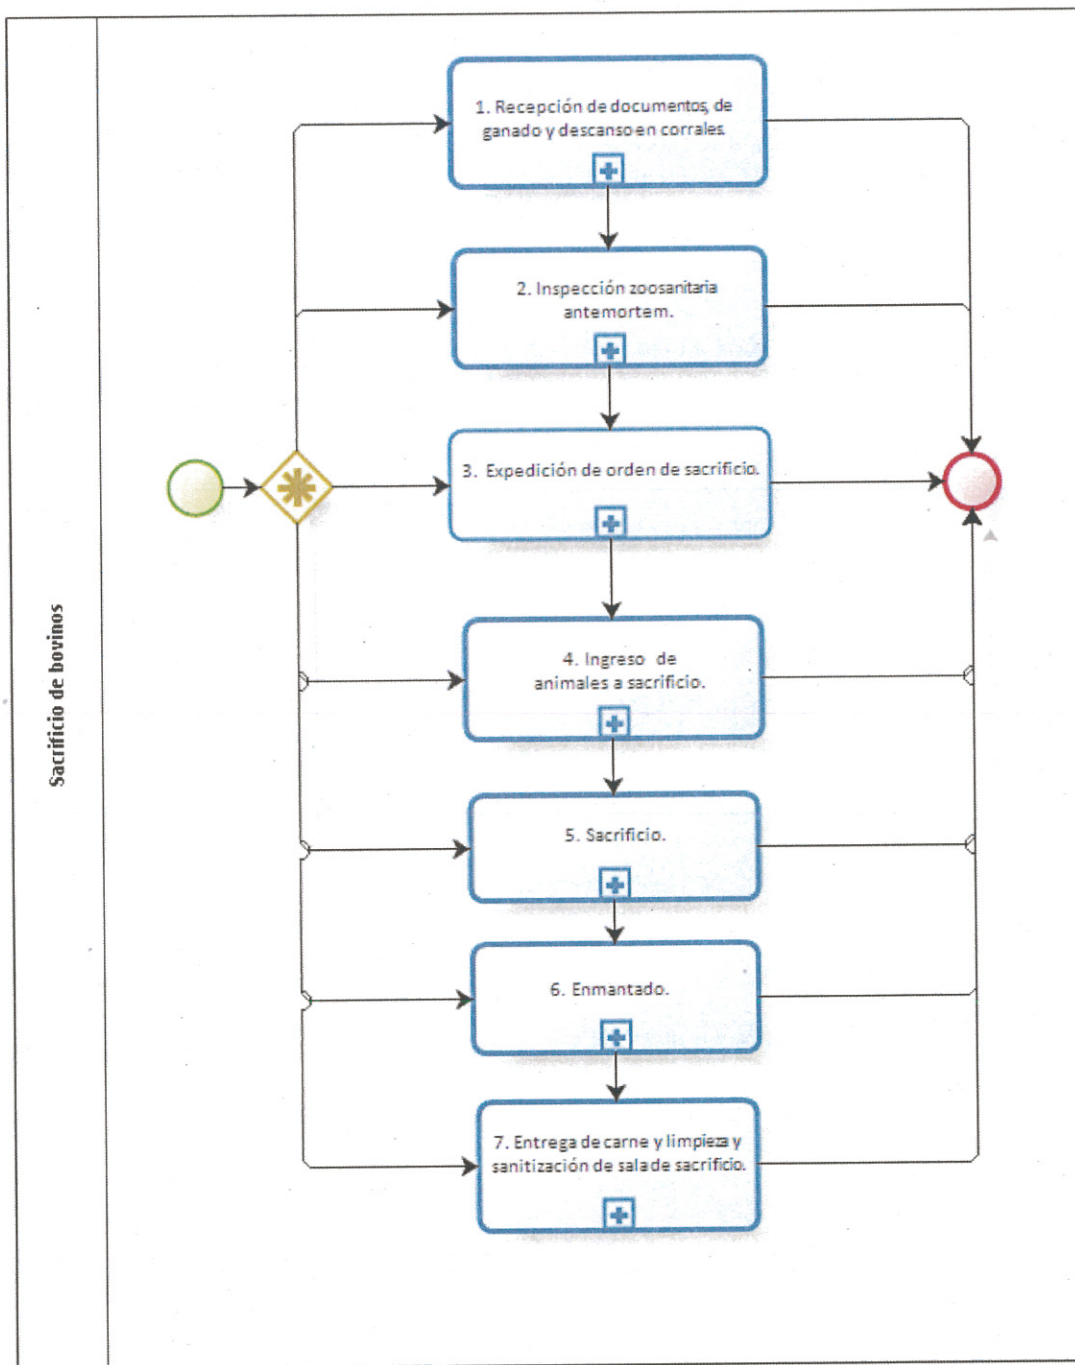 Sacrificio de bovinos
1. Recepción de documentos, de
ganado y descanso en corrales.
2. Inspección zoosanitaria
antemortem.
3. Expedición de orden de sacrificio.
4. Ingreso de
animales a sacrificio.
5. Sacrificio.
6. Enmantado.
7. Entrega de carne y limpieza y
sanitización de sala de sacrificio.